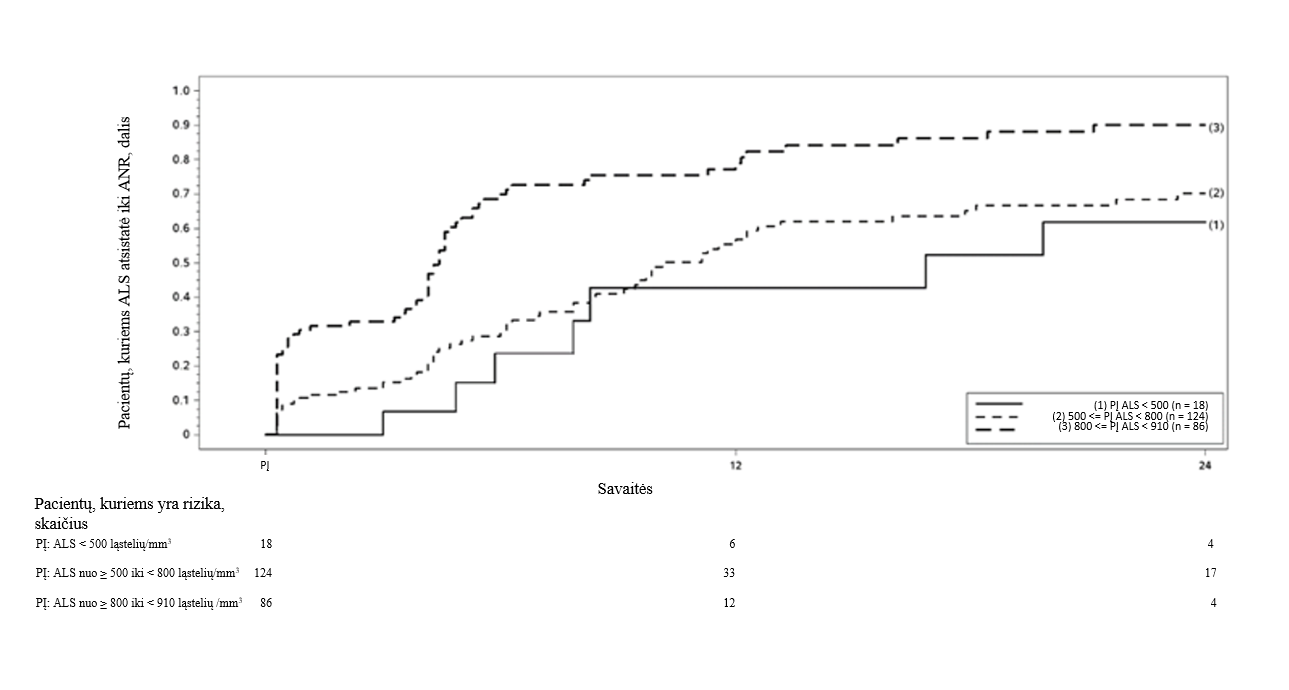 Pacientų, kuriems ALS atsistatė iki ANR, dalis
1.0
0.9
0.8
0.7
0.6
0.5
0.4
0.3
0.2
0.1
0
(3)
(2)
(1)
(1) PĮ ALS < 500 (n = 18)
(2) 500 <= PĮ ALS < 800 (n = 124)
(3) 800 <= PĮ ALS < 910 (n = 86)
PĮ 12 24
Savaitės
Pacientų, kuriems yra rizika,
skaičius
PĮ: ALS < 500 ląstelių/mm³ 18 6 4
PĮ: ALS nuo ≥ 500 iki < 800 ląstelių/mm³ 124 33 17
PĮ: ALS nuo ≥ 800 iki < 910 ląstelių /mm³ 86 12 4